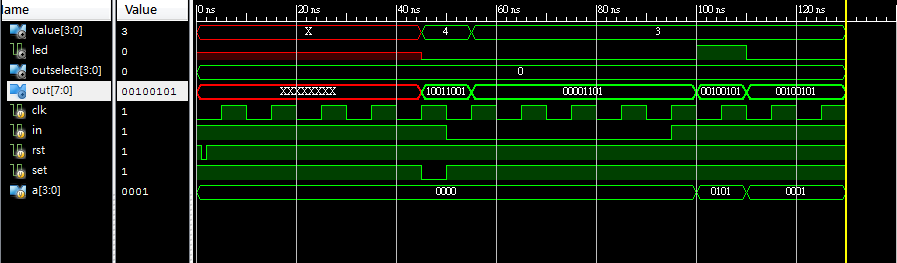 lame Value 0 ns 20 ns 40 ns 60 ns 80 ns 100 ns 120 ns
value[3:0] 3 X 4 3
led 0
outselect[3:0] 0 0
out[7:0] 00100101 XXXXXXXX 10011001 00001101 00100101 00100101
clk 1
in 1
rst 1
set 1
a[3:0] 0001 0000 0101 0001